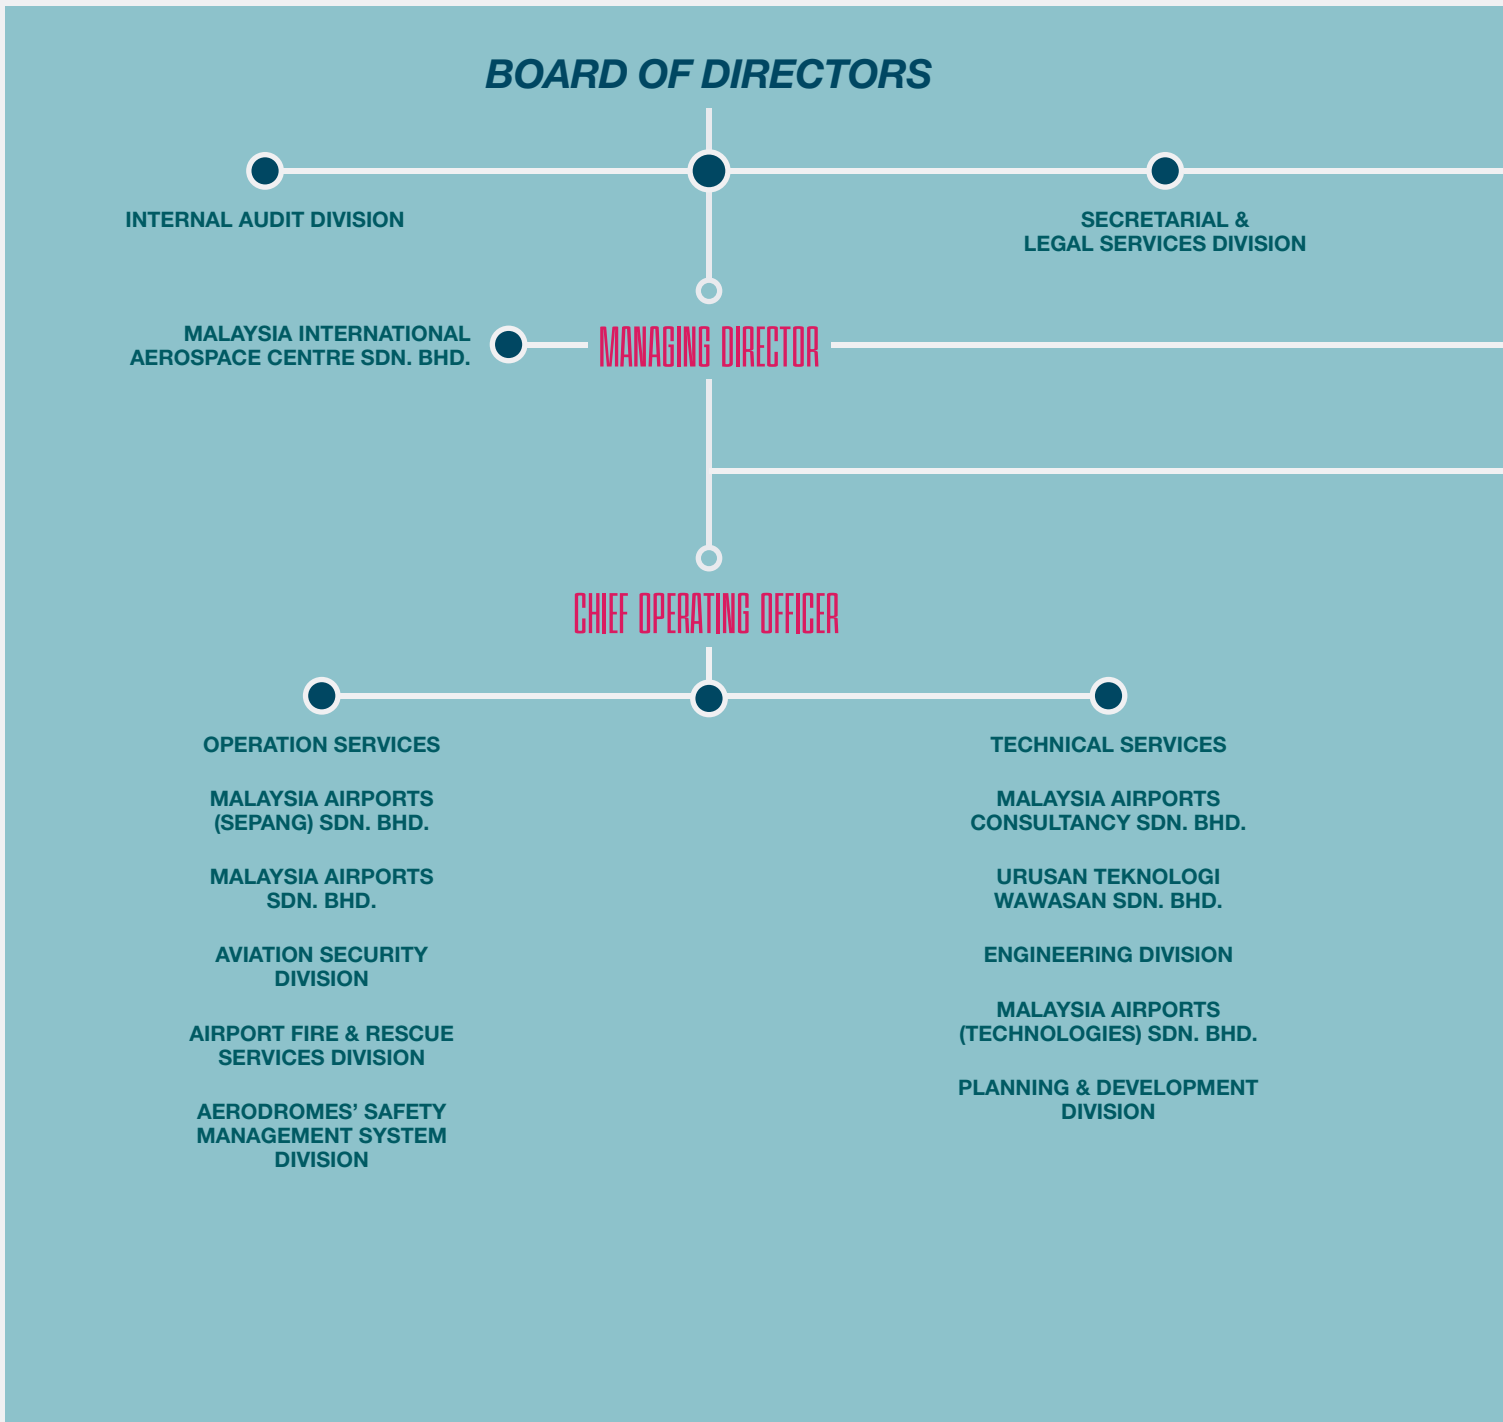 BOARD OF DIRECTORS
INTERNAL AUDIT DIVISION
SECRETARIAL &
LEGAL SERVICES DIVISION
MALAYSIA INTERNATIONAL
AEROSPACE CENTRE SDN. BHD.
MANAGING DIRECTOR
CHIEF OPERATING OFFICER
OPERATION SERVICES
MALAYSIA AIRPORTS
(SEPANG) SDN. BHD.
MALAYSIA AIRPORTS
SDN. BHD.
AVIATION SECURITY
DIVISION
AIRPORT FIRE & RESCUE
SERVICES DIVISION
AERODROMES’ SAFETY
MANAGEMENT SYSTEM
DIVISION
TECHNICAL SERVICES
MALAYSIA AIRPORTS
CONSULTANCY SDN. BHD.
URUSAN TEKNOLOGI
WAWASAN SDN. BHD.
ENGINEERING DIVISION
MALAYSIA AIRPORTS
(TECHNOLOGIES) SDN. BHD.
PLANNING & DEVELOPMENT
DIVISION